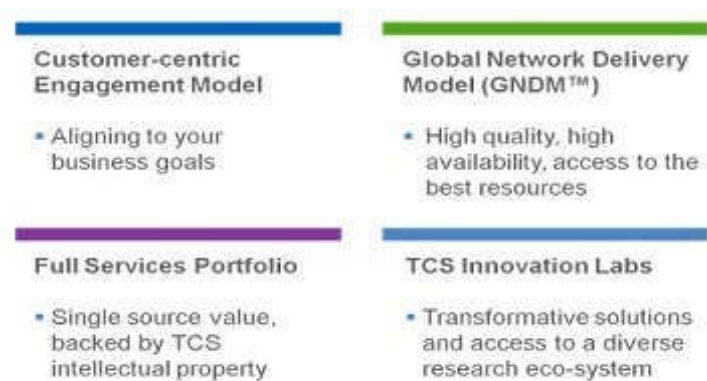 Customer-centric
Engagement Model
▪ Aligning to your
business goals
Global Network Delivery
Model (GNDM™)
▪ High quality, high
availability, access to the
best resources
Full Services Portfolio
▪ Single source value,
backed by TCS
intellectual property
TCS Innovation Labs
▪ Transformative solutions
and access to a diverse
research eco-system